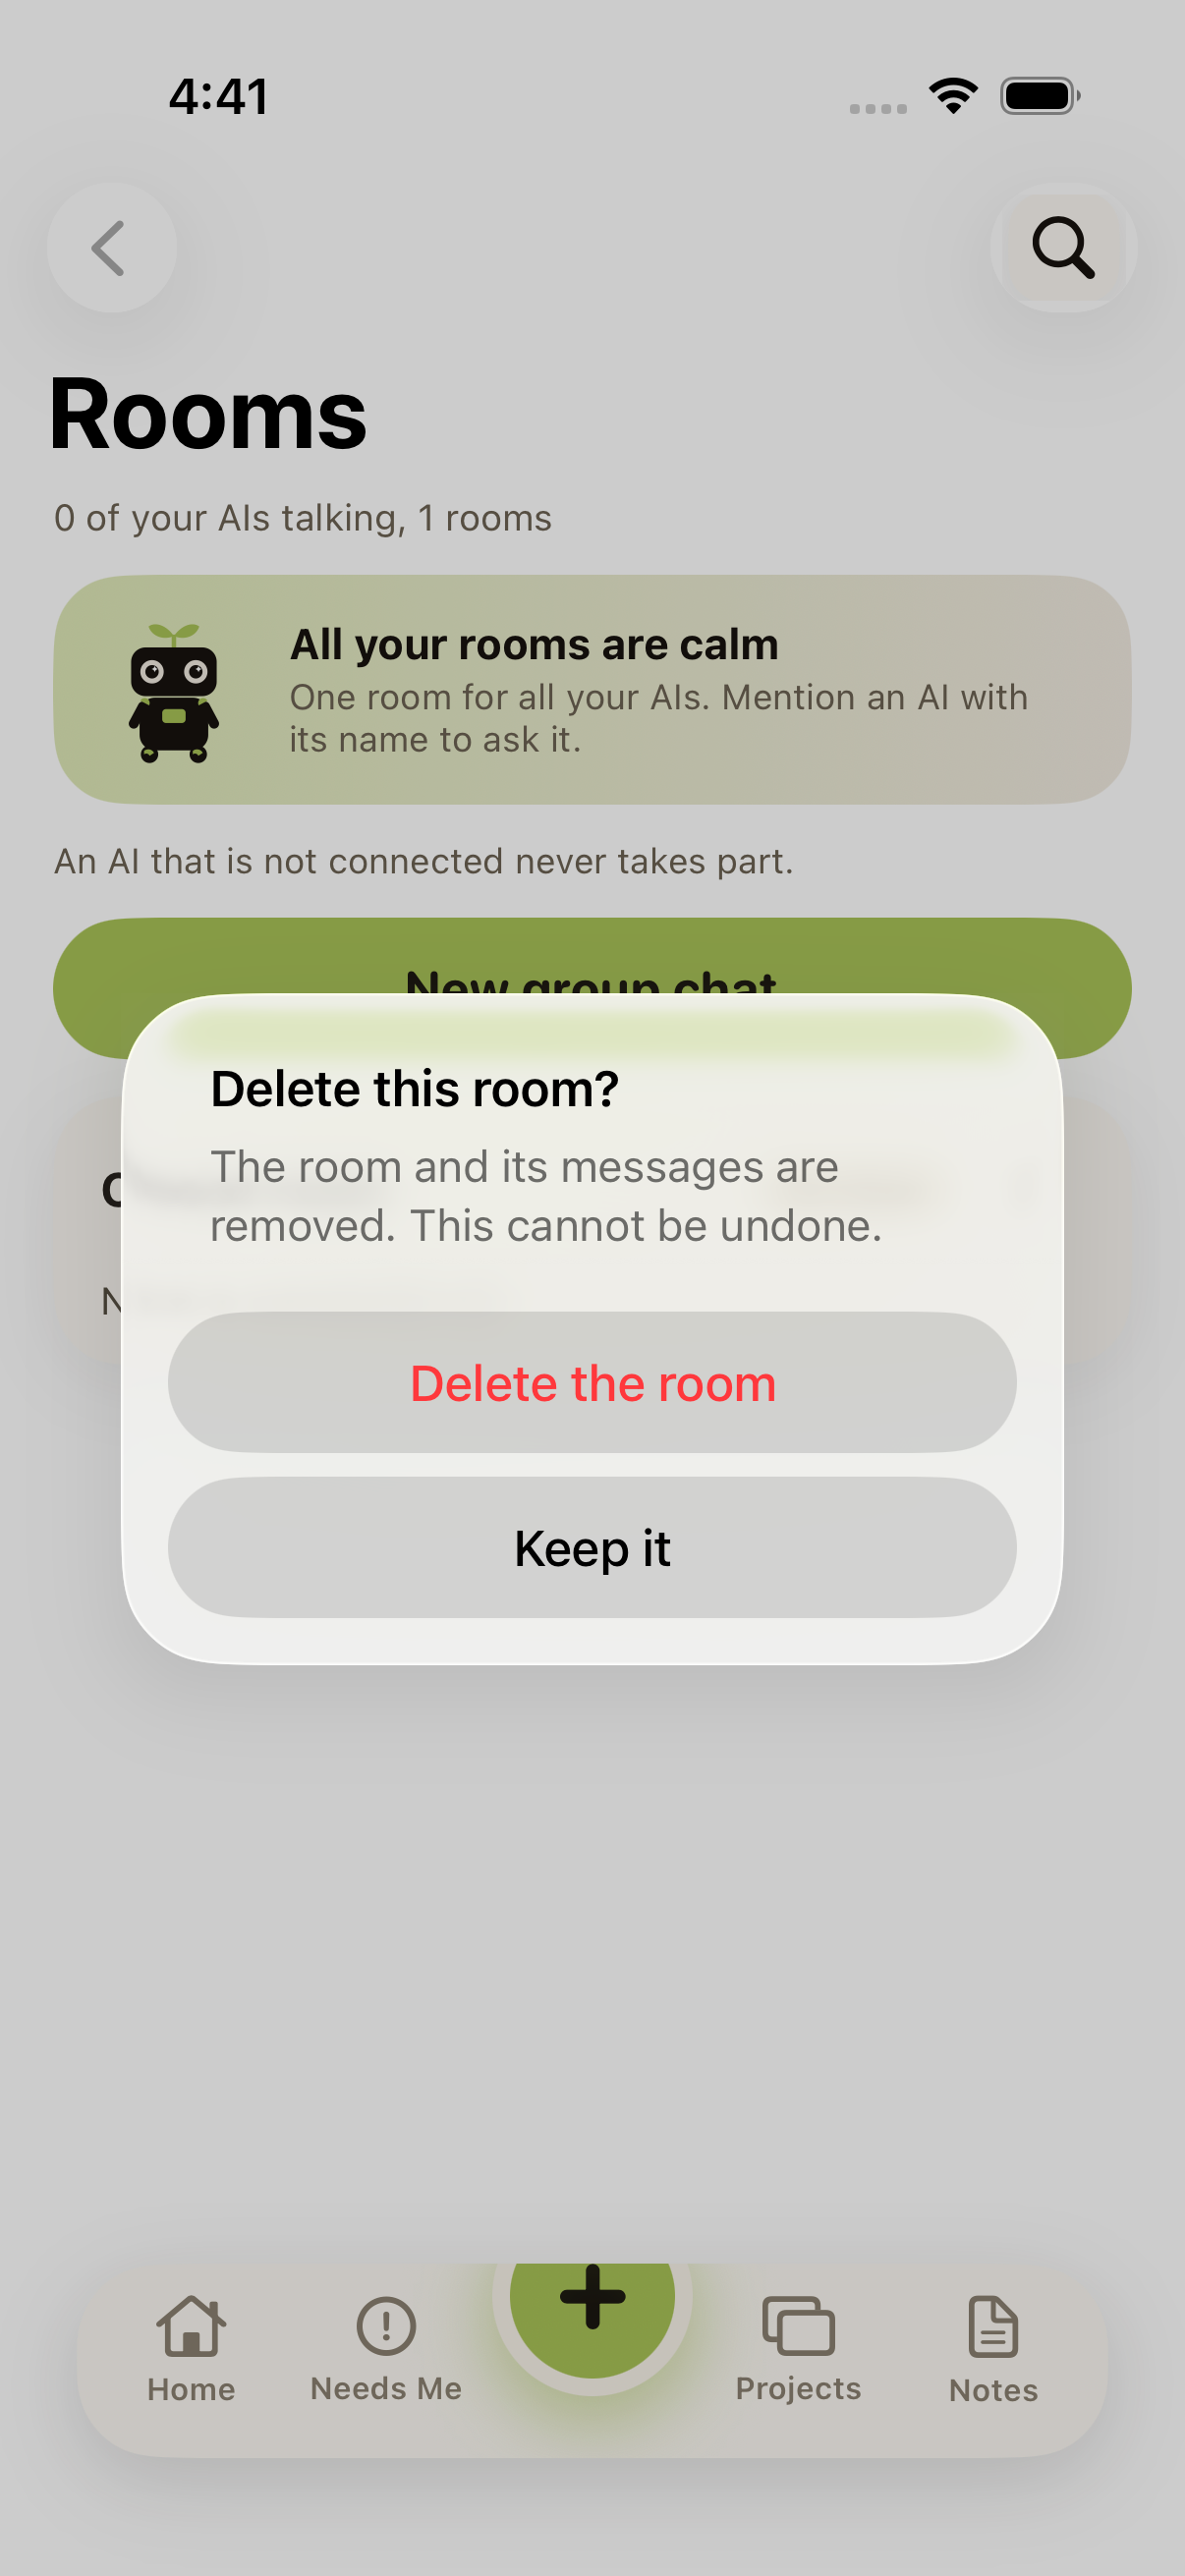 4:41
Rooms
0 of your AIs talking, 1 rooms
All your rooms are calm
One room for all your AIs. Mention an AI with
its name to ask it.
An AI that is not connected never takes part.
New group chat
Delete this room?
The room and its messages are
removed. This cannot be undone.
Delete the room
Keep it
Home
Needs Me
Projects
Notes